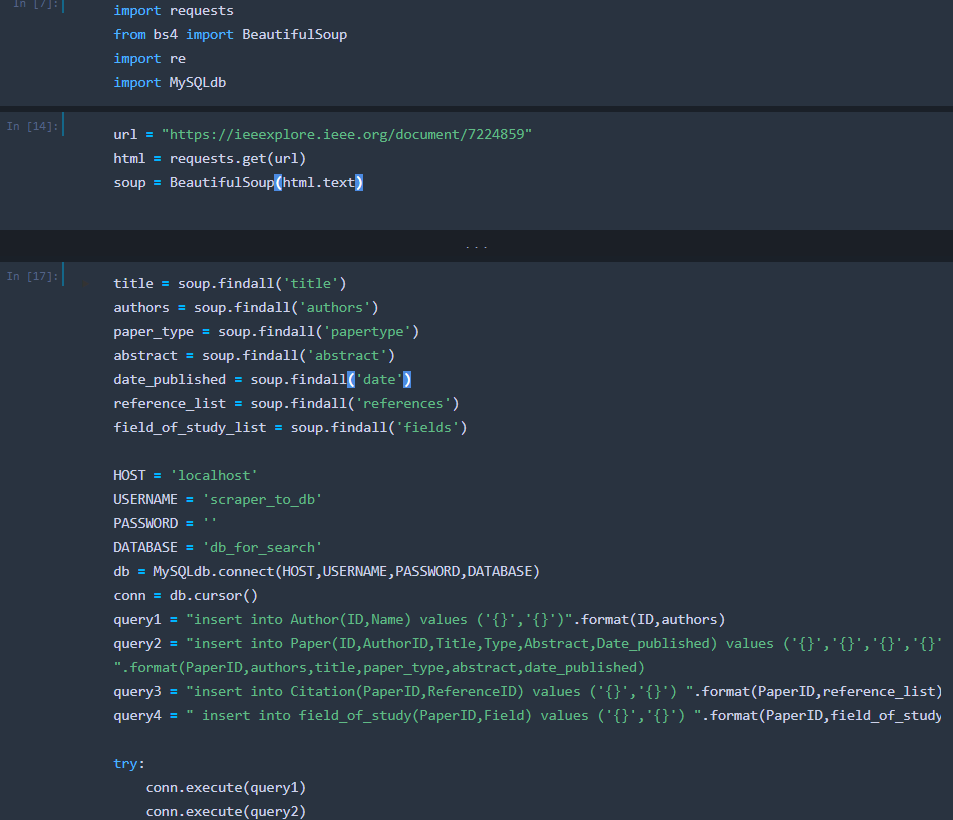 In [7]:
import requests
from bs4 import BeautifulSoup
import re
import MySQLdb
In [14]:
url = "https://ieeexplore.ieee.org/document/7224859"
html = requests.get(url)
soup = BeautifulSoup(html.text)
...
In [17]:
title = soup.findall('title')
authors = soup.findall('authors')
paper_type = soup.findall('papertype')
abstract = soup.findall('abstract')
date_published = soup.findall('date')
reference_list = soup.findall('references')
field_of_study_list = soup.findall('fields')
HOST = 'localhost'
USERNAME = 'scraper_to_db'
PASSWORD = ''
DATABASE = 'db_for_search'
db = MySQLdb.connect(HOST,USERNAME,PASSWORD,DATABASE)
conn = db.cursor()
query1 = "insert into Author(ID,Name) values ('{}','{}')".format(ID,authors)
query2 = "insert into Paper(ID,AuthorID,Title,Type,Abstract,Date_published) values ('{}','{}','{}','{}'
".format(PaperID,authors,title,paper_type,abstract,date_published)
query3 = "insert into Citation(PaperID,ReferenceID) values ('{}','{}') ".format(PaperID,reference_list)
query4 = " insert into field_of_study(PaperID,Field) values ('{}','{}') ".format(PaperID,field_of_study
try:
conn.execute(query1)
conn.execute(query2)